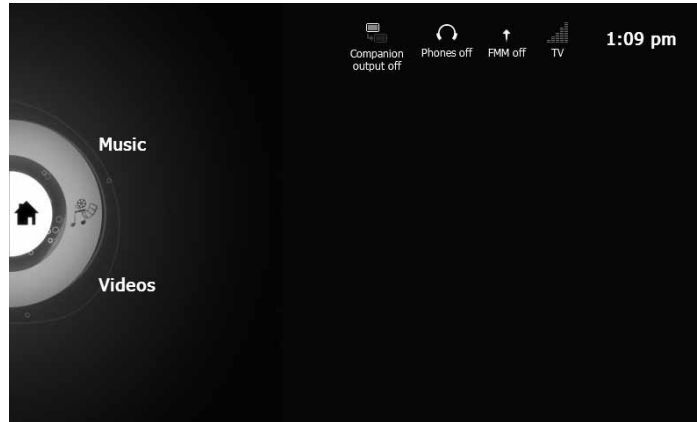 Companion
output off
Phones off
FMM off
TV
1:09 pm
Music
Videos